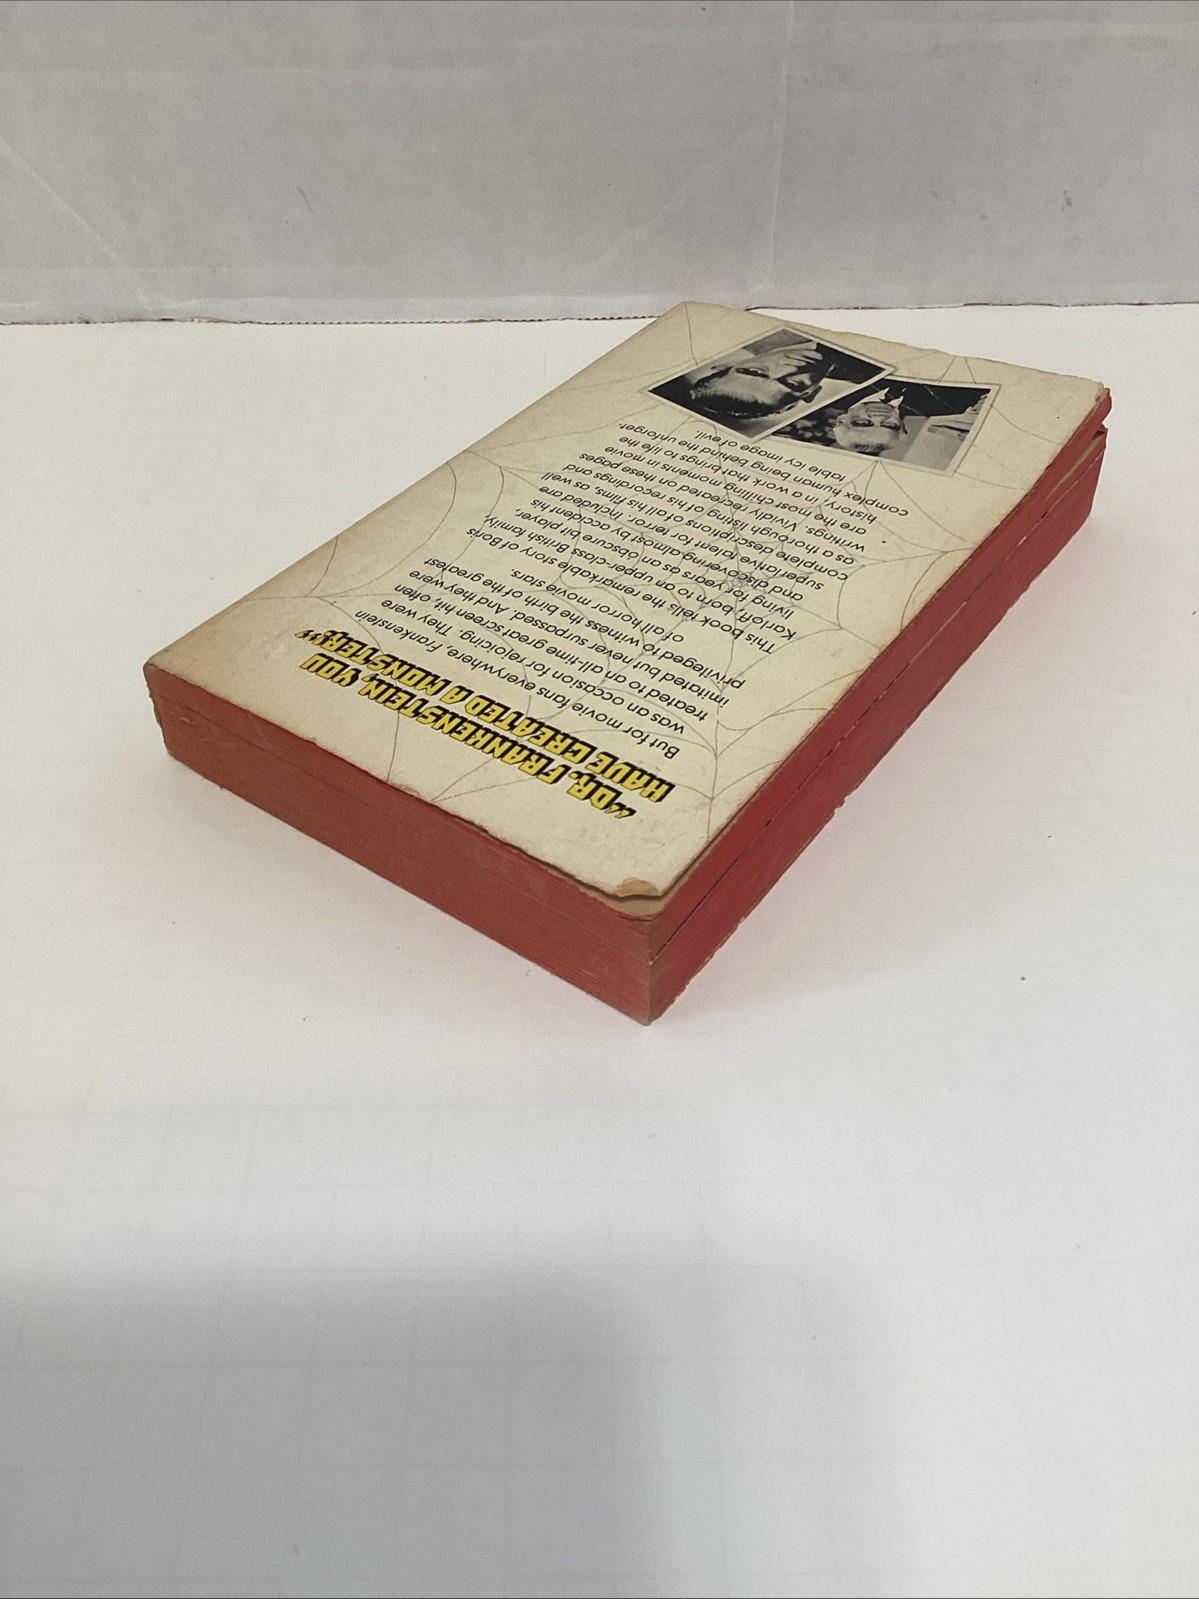 "DR. FRANKENSTEIN, YOU
HAVE CREATED A MONSTER!"
But for movie fans everywhere, Frankenstein
was an occasion for rejoicing. They were
treated to an all-time great screen hit, often
imitated but never surpassed. And they were
privileged to witness the birth of the greatest
of all horror movie stars.
This book tells the remarkable story of Boris
Karloff, born to an upper-class British family,
living for years as an obscure bit player,
and discovering almost by accident his
superlative talent for terror. Included are
complete descriptions of all his films, as well
as a thorough listing of his recordings and
writings. Vividly recreated on these pages
are the most chilling moments in movie
history, in a work that brings to life the
complex human being behind the unforget-
table icy image of evil.